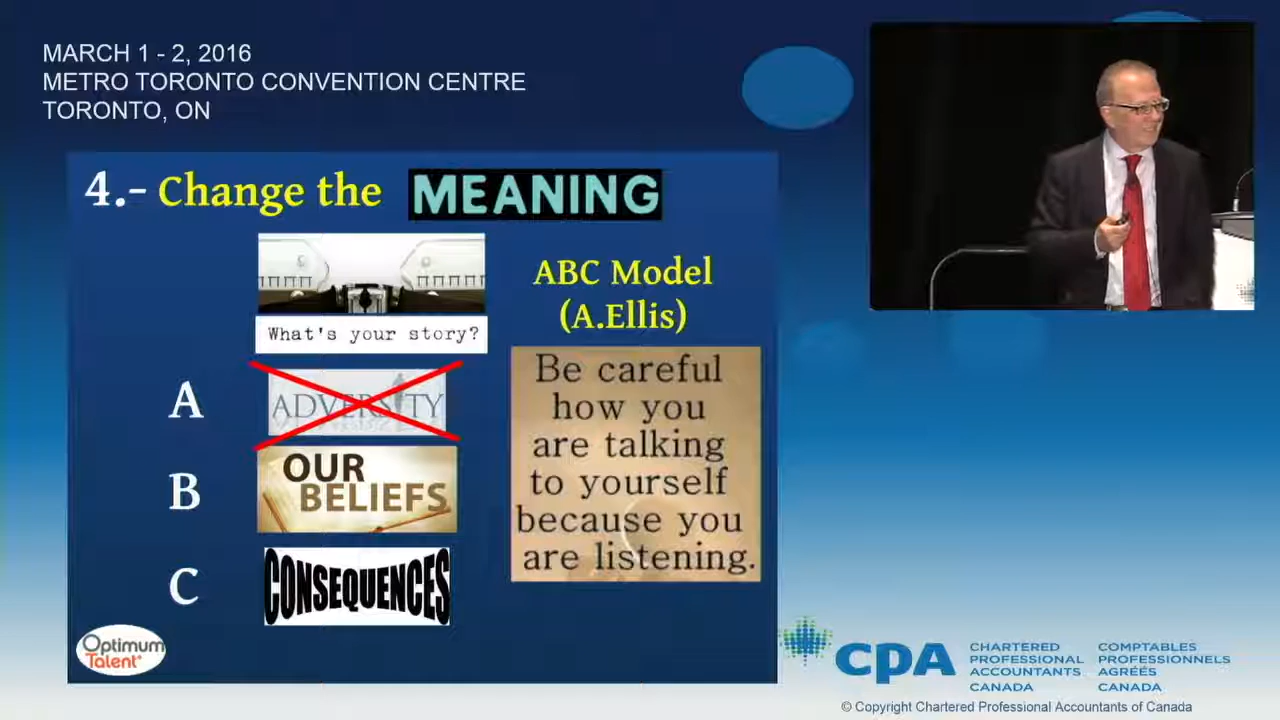 MARCH 1 - 2, 2016
METRO TORONTO CONVENTION CENTRE
TORONTO, ON
4.- Change the MEANING
What's your story?
ABC Model
(A.Ellis)
A
ADVERSITY
B
OUR
BELIEFS
C
CONSEQUENCES
Be careful
how you
are talking
to yourself
because you
are listening.
Optimum
Talent
CPA
CHARTERED
PROFESSIONAL
ACCOUNTANTS
CANADA
COMPTABLES
PROFESSIONNELS
AGRÉÉS
CANADA
© Copyright Chartered Professional Accountants of Canada